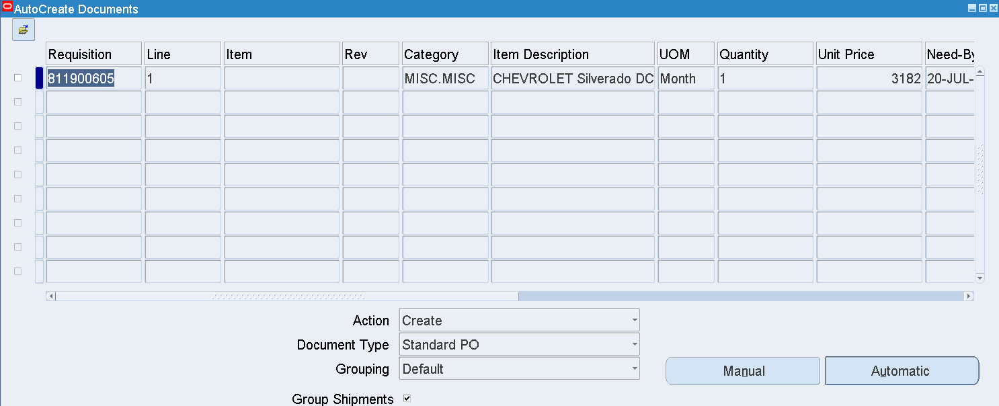 AutoCreate Documents
Requisition Line Item Rev Category Item Description UOM Quantity Unit Price Need-By
811900605 1 MISC.MISC CHEVROLET Silverado DC Month 1 3182 20-JUL-
Action Create
Document Type Standard PO
Grouping Default
Manual Automatic
Group Shipments